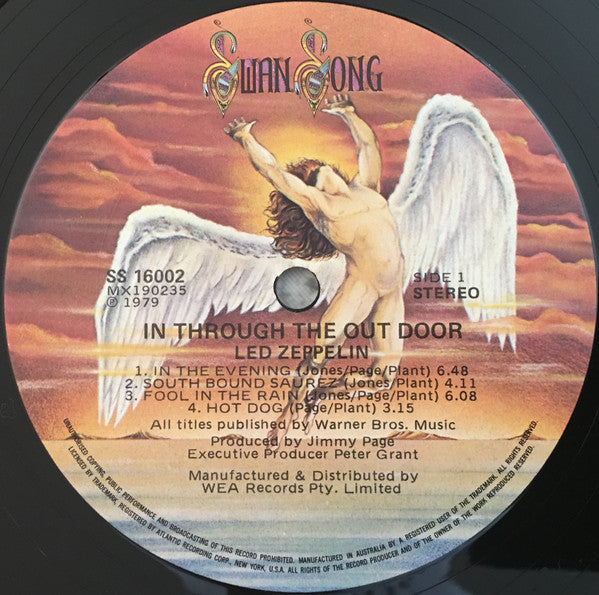 SWAN SONG
SS 16002
MX190235
℗ 1979
SIDE 1
STEREO
IN THROUGH THE OUT DOOR
LED ZEPPELIN
1. IN THE EVENING (Jones/Page/Plant) 6.48
2. SOUTH BOUND SAUREZ (Jones/Plant) 4.11
3. FOOL IN THE RAIN (Jones/Page/Plant) 6.08
4. HOT DOG (Page/Plant) 3.15
All titles published by Warner Bros. Music
Produced by Jimmy Page
Executive Producer Peter Grant
Manufactured & Distributed by
WEA Records Pty. Limited
UNAUTHORISED COPYING, PUBLIC PERFORMANCE AND BROADCASTING OF THIS RECORD PROHIBITED. MANUFACTURED IN AUSTRALIA BY A REGISTERED USER OF THE TRADEMARK. ALL RIGHTS RESERVED.
LICENSED BY TRADEMARK, REGISTERED BY ATLANTIC RECORDING CORP., NEW YORK, U.S.A. ALL RIGHTS OF THE RECORD PRODUCER AND OF THE OWNER OF THE WORK REPRODUCED RESERVED.